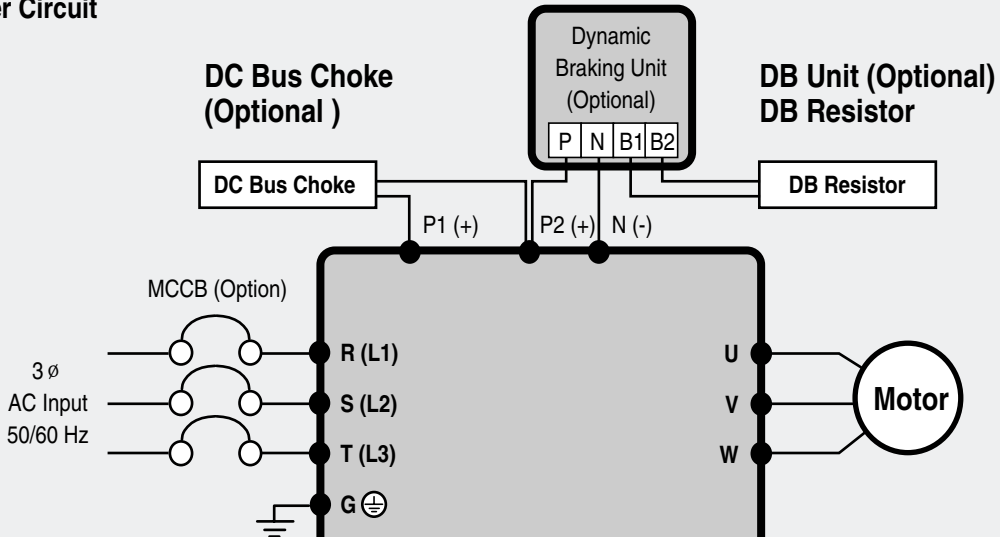 er Circuit
Dynamic
Braking Unit
(Optional)
P N B1 B2
DC Bus Choke
(Optional )
DB Unit (Optional)
DB Resistor
DC Bus Choke
DB Resistor
P1 (+)
P2 (+)
N (-)
MCCB (Option)
3 ø
AC Input
50/60 Hz
R (L1)
S (L2)
T (L3)
G
U
V
W
Motor